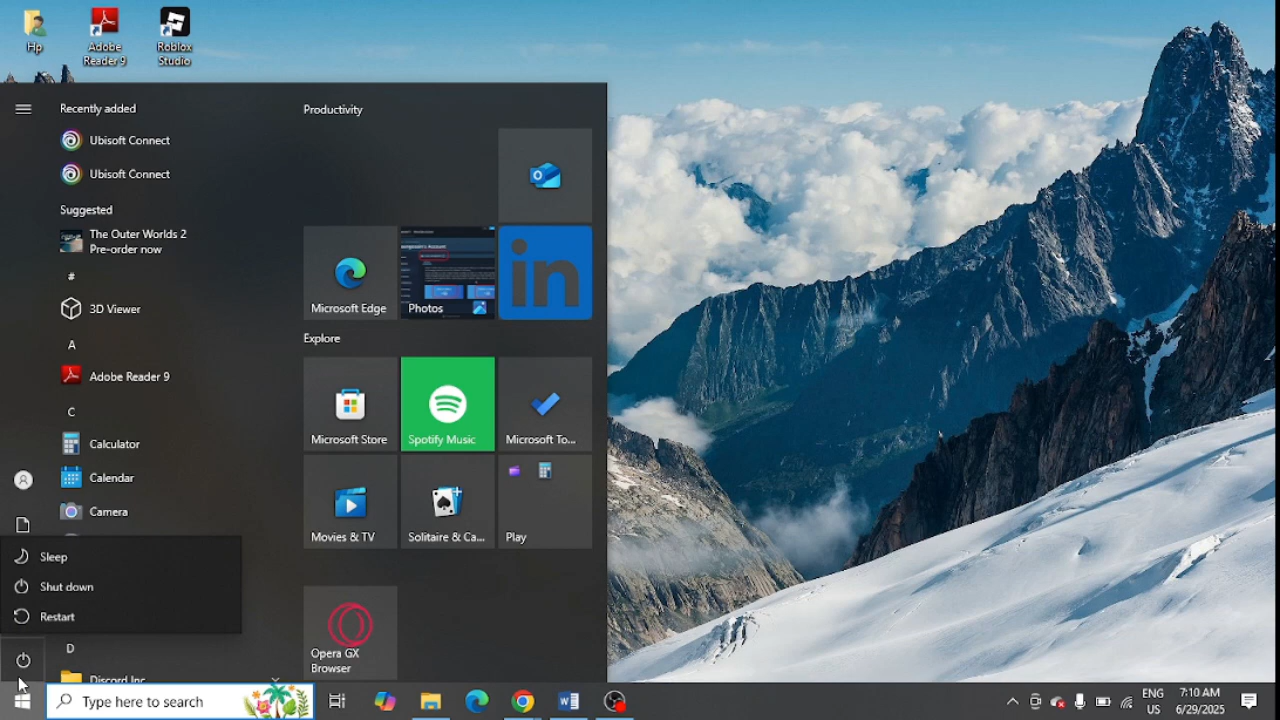 Hp
Adobe
Reader 9
Roblox
Studio
Recently added
Ubisoft Connect
Ubisoft Connect
Suggested
The Outer Worlds 2
Pre-order now
#
3D Viewer
A
Adobe Reader 9
C
Calculator
Calendar
Camera
Sleep
Shut down
Restart
D
Discord Inc
Productivity
Microsoft Edge
Photos
in
Explore
Microsoft Store
Spotify Music
Microsoft To...
Movies & TV
Solitaire & Ca...
Play
Opera GX
Browser
Type here to search
ENG
US
7:10 AM
6/29/2025